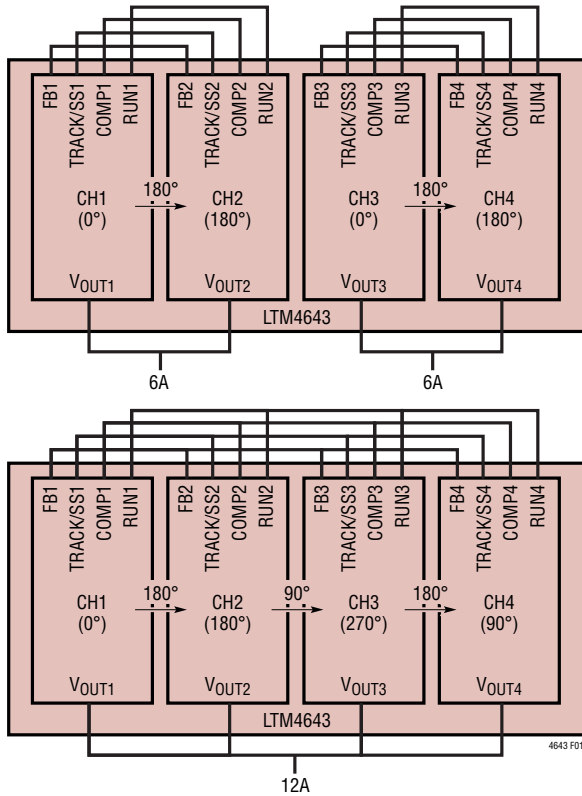 FB1 TRACK/SS1 COMP1 RUN1 FB2 TRACK/SS2 COMP2 RUN2 FB3 TRACK/SS3 COMP3 RUN3 FB4 TRACK/SS4 COMP4 RUN4
180° 180°
CH1 CH2 CH3 CH4
(0°) (180°) (0°) (180°)
VOUT1 VOUT2 VOUT3 VOUT4
LTM4643
6A 6A
FB1 TRACK/SS1 COMP1 RUN1 FB2 TRACK/SS2 COMP2 RUN2 FB3 TRACK/SS3 COMP3 RUN3 FB4 TRACK/SS4 COMP4 RUN4
180° 90° 180°
CH1 CH2 CH3 CH4
(0°) (180°) (270°) (90°)
VOUT1 VOUT2 VOUT3 VOUT4
LTM4643
4643 F01
12A